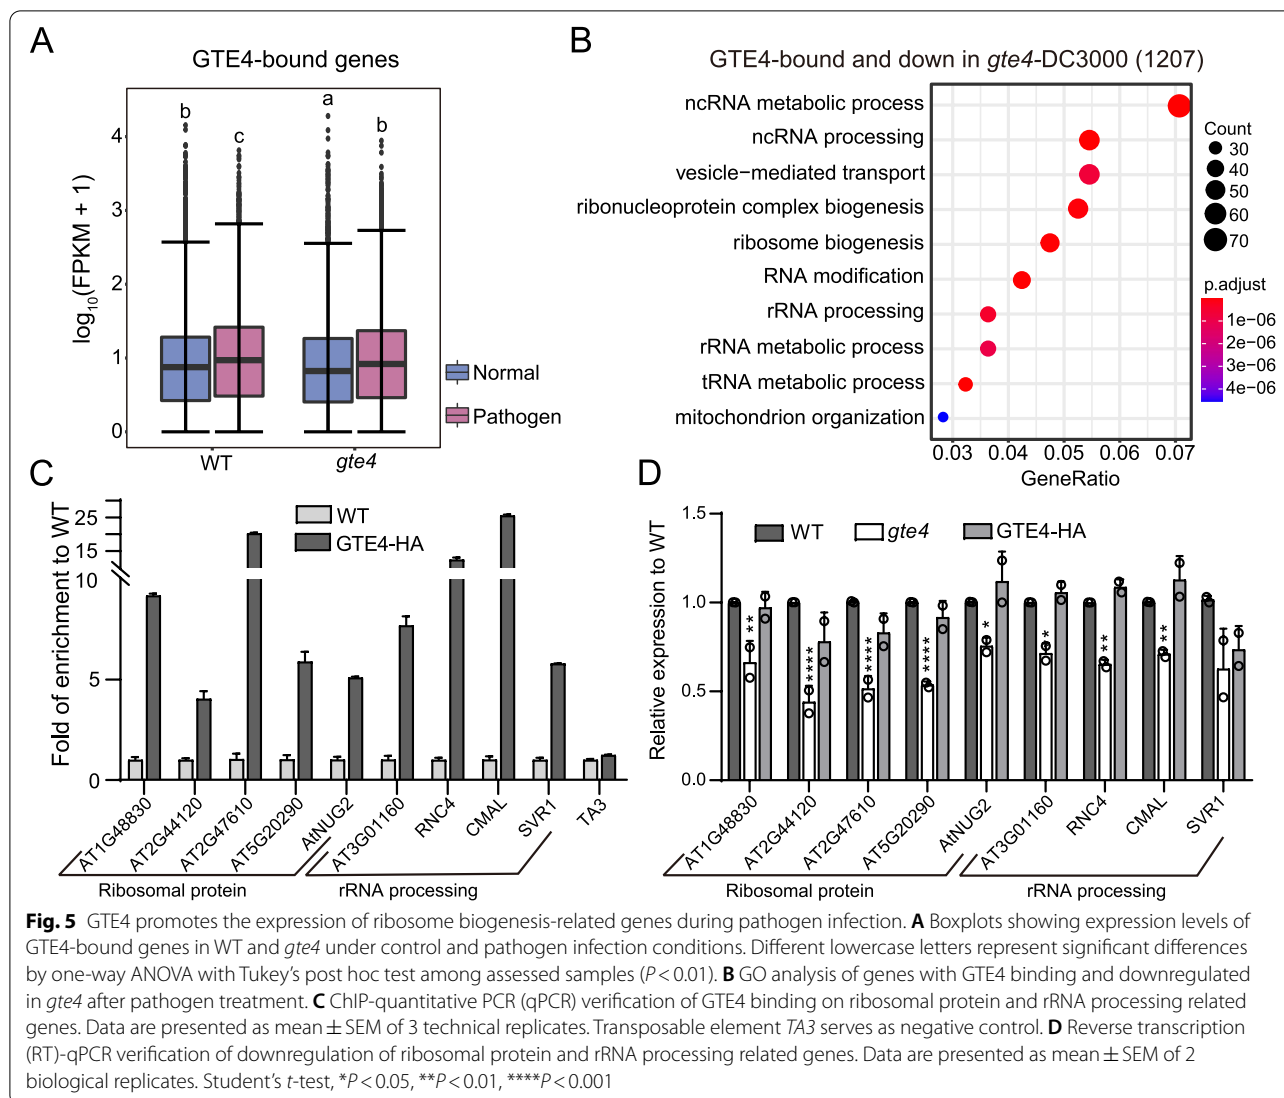 A
GTE4-bound genes
log10(FPKM + 1)
4
3
2
1
0
b
c
a
b
WT
gte4
Normal
Pathogen
B
GTE4-bound and down in gte4-DC3000 (1207)
ncRNA metabolic process
ncRNA processing
vesicle−mediated transport
ribonucleoprotein complex biogenesis
ribosome biogenesis
RNA modification
rRNA processing
rRNA metabolic process
tRNA metabolic process
mitochondrion organization
0.03 0.04 0.05 0.06 0.07
GeneRatio
Count
30
40
50
60
70
p.adjust
1e−06
2e−06
3e−06
4e−06
C
Fold of enrichment to WT
25
15
10
5
0
WT
GTE4-HA
AT1G48830
AT2G44120
AT2G47610
AT5G20290
AtNUG2
AT3G01160
RNC4
CMAL
SVR1
TA3
Ribosomal protein
rRNA processing
D
Relative expression to WT
1.5
1.0
0.5
0.0
WT
gte4
GTE4-HA
**
****
****
****
*
*
**
**
AT1G48830
AT2G44120
AT2G47610
AT5G20290
AtNUG2
AT3G01160
RNC4
CMAL
SVR1
Ribosomal protein
rRNA processing
Fig. 5 GTE4 promotes the expression of ribosome biogenesis-related genes during pathogen infection. A Boxplots showing expression levels of
GTE4-bound genes in WT and gte4 under control and pathogen infection conditions. Different lowercase letters represent significant differences
by one-way ANOVA with Tukey's post hoc test among assessed samples (P < 0.01). B GO analysis of genes with GTE4 binding and downregulated
in gte4 after pathogen treatment. C ChIP-quantitative PCR (qPCR) verification of GTE4 binding on ribosomal protein and rRNA processing related
genes. Data are presented as mean ± SEM of 3 technical replicates. Transposable element TA3 serves as negative control. D Reverse transcription
(RT)-qPCR verification of downregulation of ribosomal protein and rRNA processing related genes. Data are presented as mean ± SEM of 2
biological replicates. Student's t-test, *P < 0.05, **P < 0.01, ****P < 0.001